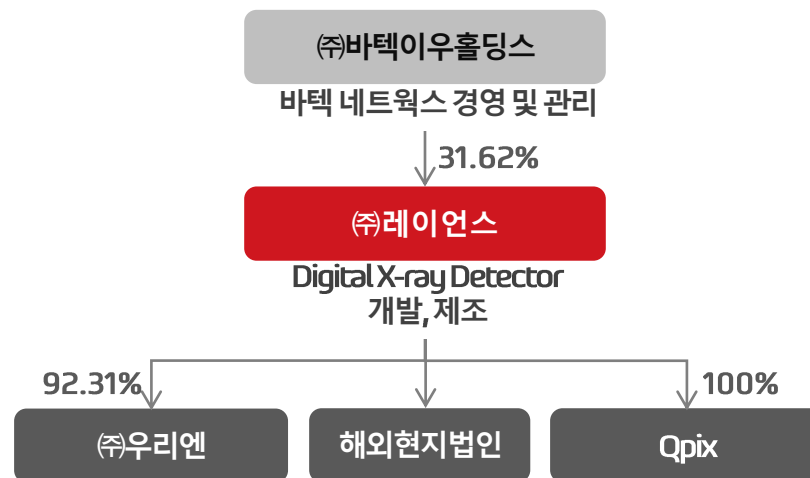 ㈜바텍이우홀딩스
바텍 네트웍스 경영 및 관리
31.62%
㈜레이언스
Digital X-ray Detector
개발, 제조
92.31%
100%
㈜우리엔
해외현지법인
Qpix